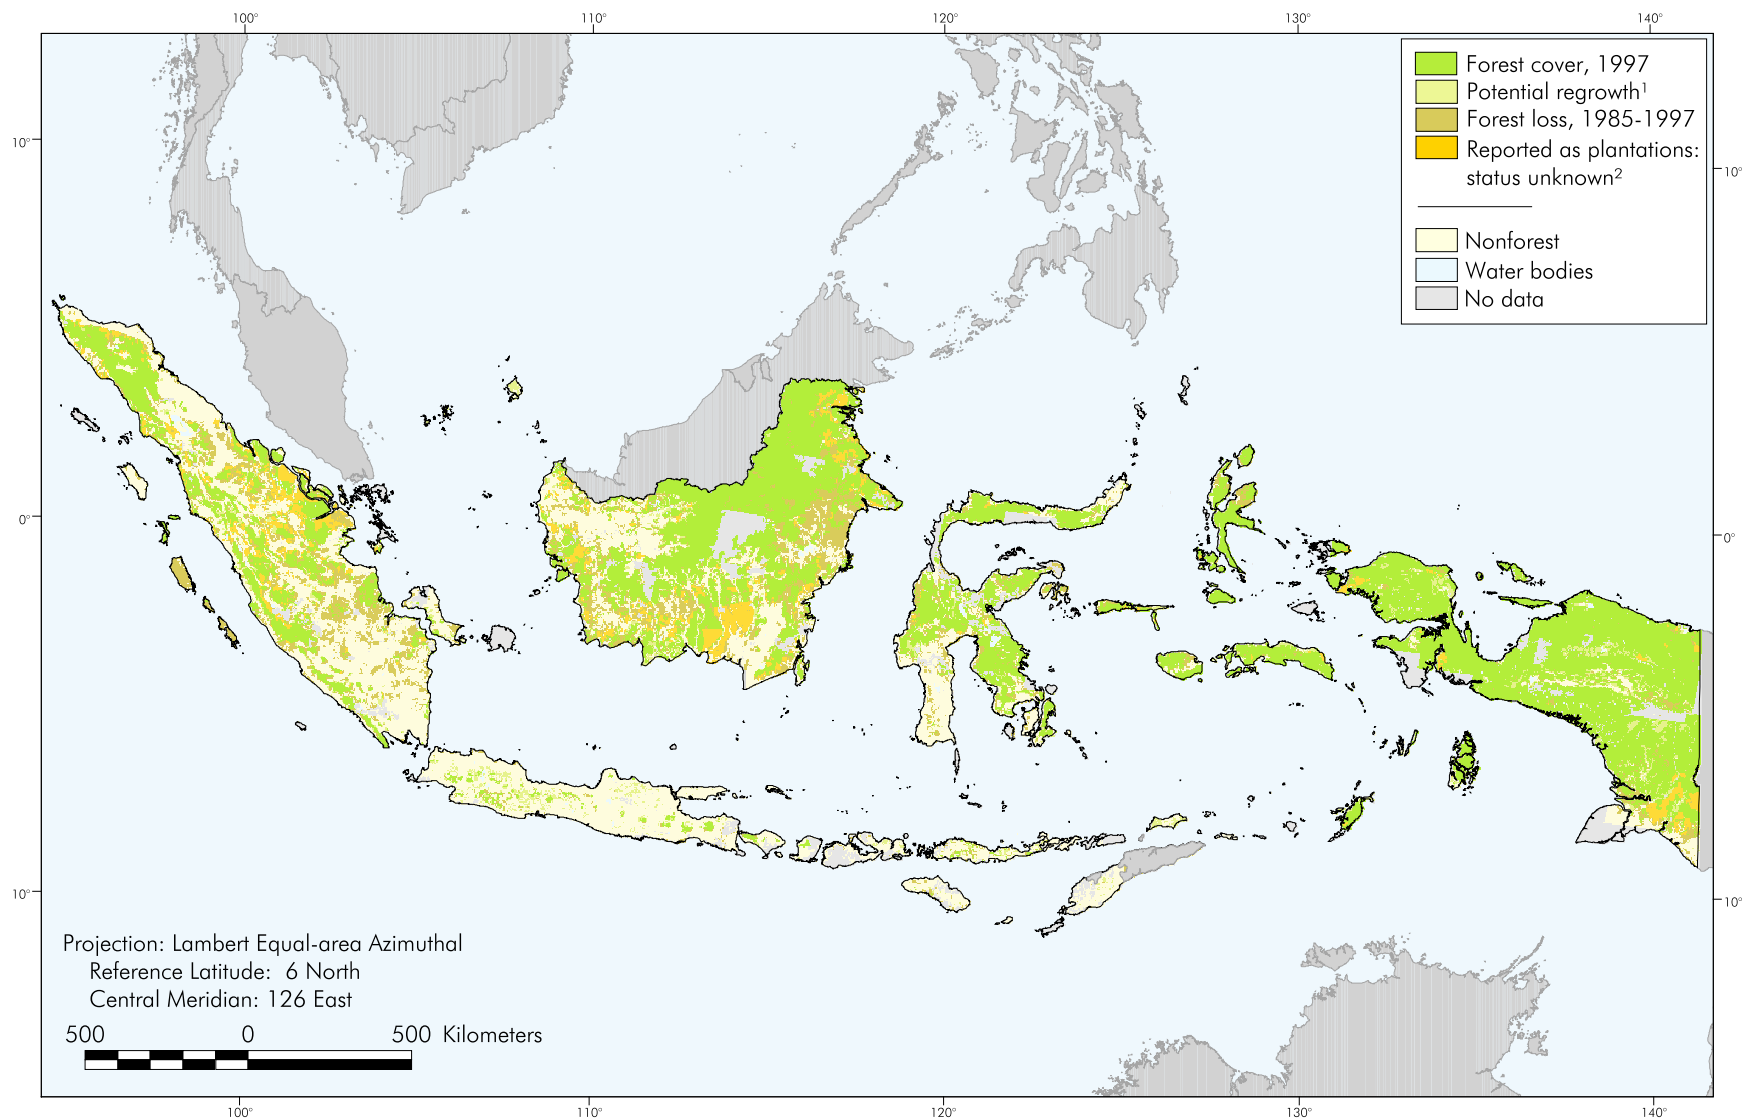 100° 110° 120° 130° 140°
Forest cover, 1997
Potential regrowth¹
Forest loss, 1985-1997
Reported as plantations:
status unknown²
10°
10°
Nonforest
Water bodies
No data
0°
0°
10°
10°
Projection: Lambert Equal-area Azimuthal
Reference Latitude: 6 North
Central Meridian: 126 East
500 0 500 Kilometers
100° 110° 120° 130° 140°